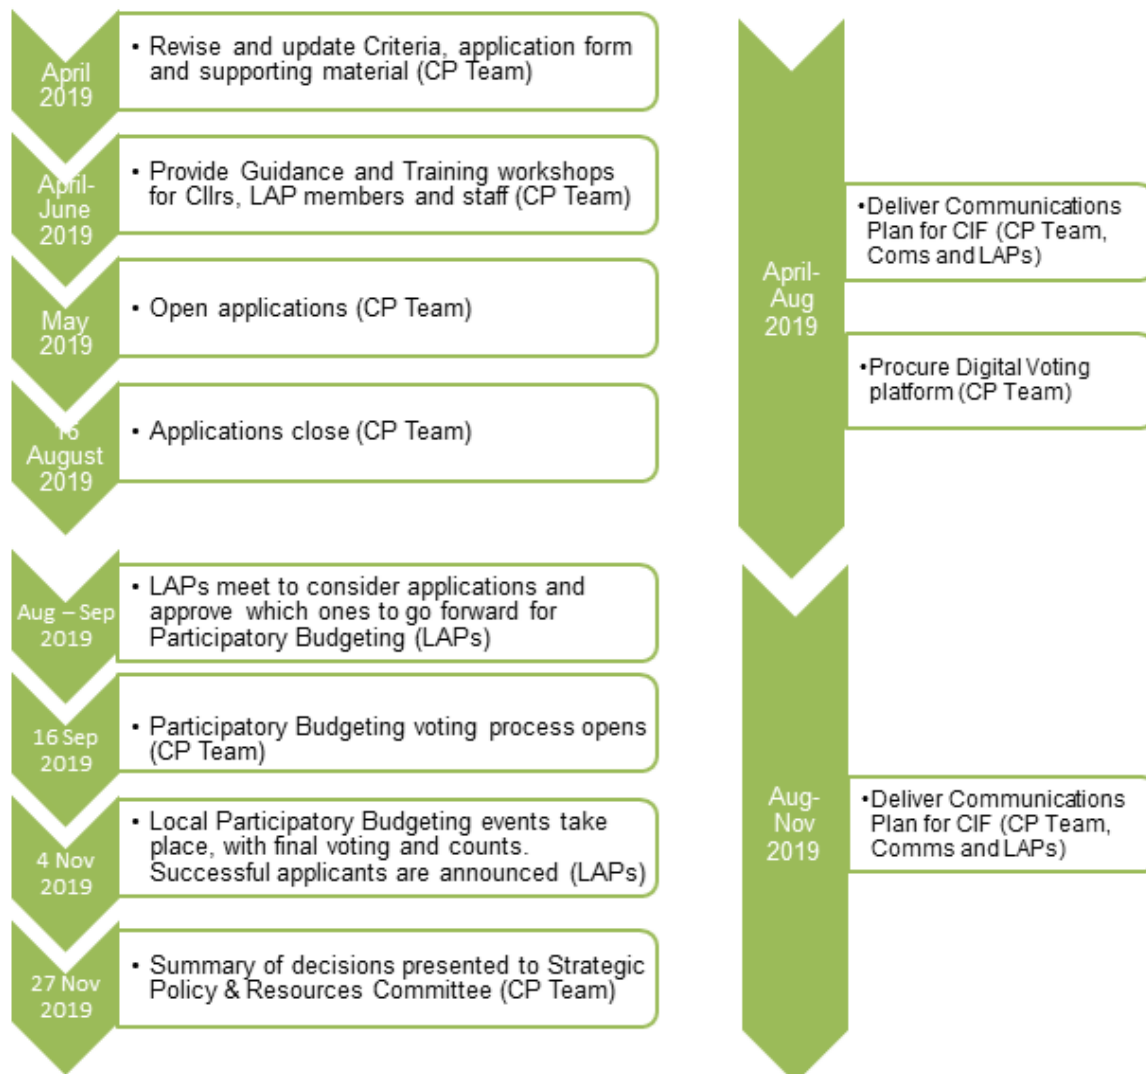 April
2019
• Revise and update Criteria, application form
and supporting material (CP Team)
April-
June
2019
• Provide Guidance and Training workshops
for Cllrs, LAP members and staff (CP Team)
May
2019
• Open applications (CP Team)
16
August
2019
• Applications close (CP Team)
Aug – Sep
2019
• LAPs meet to consider applications and
approve which ones to go forward for
Participatory Budgeting (LAPs)
16 Sep
2019
• Participatory Budgeting voting process opens
(CP Team)
4 Nov
2019
• Local Participatory Budgeting events take
place, with final voting and counts.
Successful applicants are announced (LAPs)
27 Nov
2019
• Summary of decisions presented to Strategic
Policy & Resources Committee (CP Team)
April-
Aug
2019
•Deliver Communications
Plan for CIF (CP Team,
Coms and LAPs)
•Procure Digital Voting
platform (CP Team)
Aug-
Nov
2019
•Deliver Communications
Plan for CIF (CP Team,
Comms and LAPs)